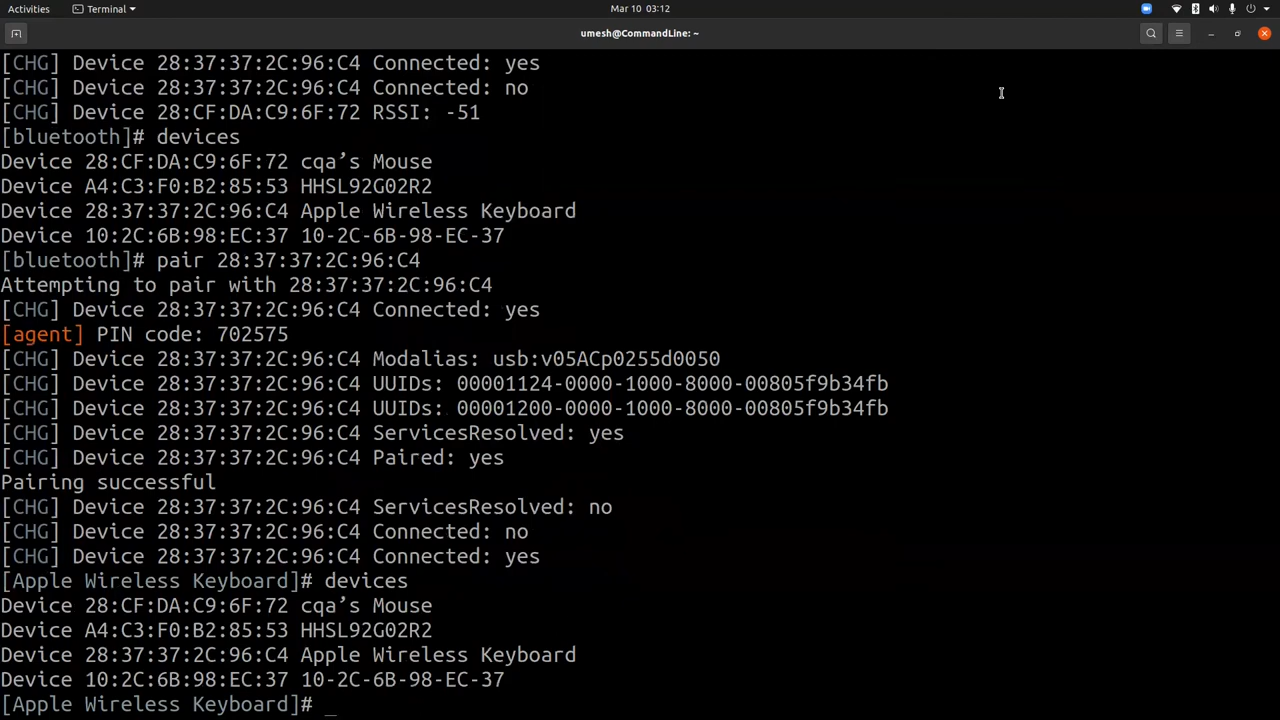 Activities Terminal Mar 10 03:12
umesh@CommandLine: ~
[CHG] Device 28:37:37:2C:96:C4 Connected: yes
[CHG] Device 28:37:37:2C:96:C4 Connected: no
[CHG] Device 28:CF:DA:C9:6F:72 RSSI: -51
[bluetooth]# devices
Device 28:CF:DA:C9:6F:72 cqa’s Mouse
Device A4:C3:F0:B2:85:53 HHSL92G02R2
Device 28:37:37:2C:96:C4 Apple Wireless Keyboard
Device 10:2C:6B:98:EC:37 10-2C-6B-98-EC-37
[bluetooth]# pair 28:37:37:2C:96:C4
Attempting to pair with 28:37:37:2C:96:C4
[CHG] Device 28:37:37:2C:96:C4 Connected: yes
[agent] PIN code: 702575
[CHG] Device 28:37:37:2C:96:C4 Modalias: usb:v05ACp0255d0050
[CHG] Device 28:37:37:2C:96:C4 UUIDs: 00001124-0000-1000-8000-00805f9b34fb
[CHG] Device 28:37:37:2C:96:C4 UUIDs: 00001200-0000-1000-8000-00805f9b34fb
[CHG] Device 28:37:37:2C:96:C4 ServicesResolved: yes
[CHG] Device 28:37:37:2C:96:C4 Paired: yes
Pairing successful
[CHG] Device 28:37:37:2C:96:C4 ServicesResolved: no
[CHG] Device 28:37:37:2C:96:C4 Connected: no
[CHG] Device 28:37:37:2C:96:C4 Connected: yes
[Apple Wireless Keyboard]# devices
Device 28:CF:DA:C9:6F:72 cqa’s Mouse
Device A4:C3:F0:B2:85:53 HHSL92G02R2
Device 28:37:37:2C:96:C4 Apple Wireless Keyboard
Device 10:2C:6B:98:EC:37 10-2C-6B-98-EC-37
[Apple Wireless Keyboard]# _